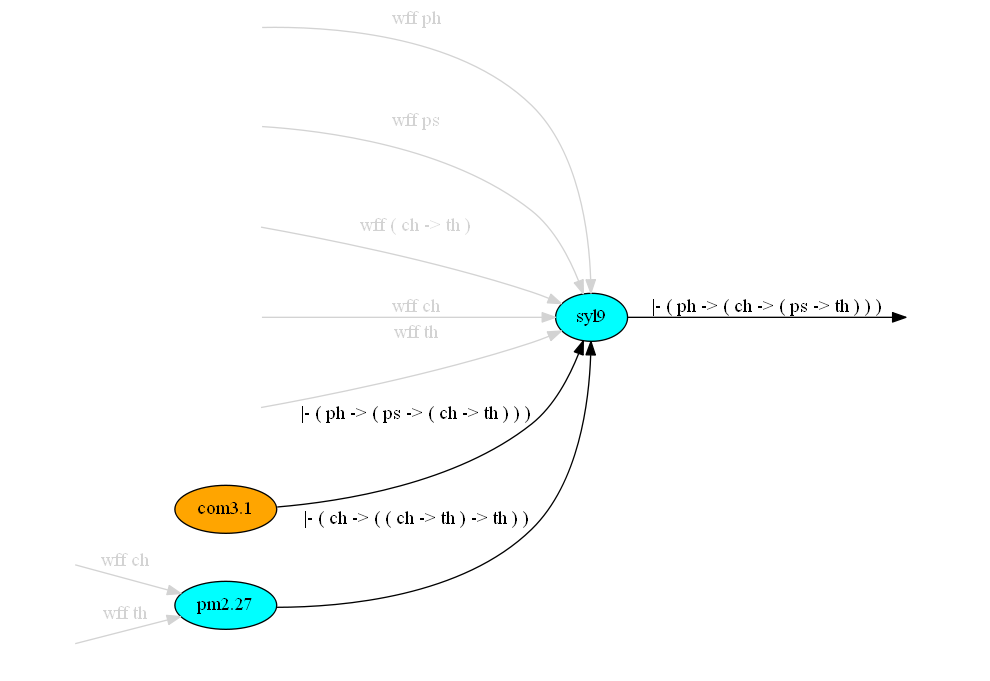 wff ph
wff ps
wff ( ch -> th )
wff ch
wff th
syl9
|- ( ph -> ( ch -> ( ps -> th ) ) )
|- ( ph -> ( ps -> ( ch -> th ) ) )
com3.1
|- ( ch -> ( ( ch -> th ) -> th ) )
wff ch
pm2.27
wff th